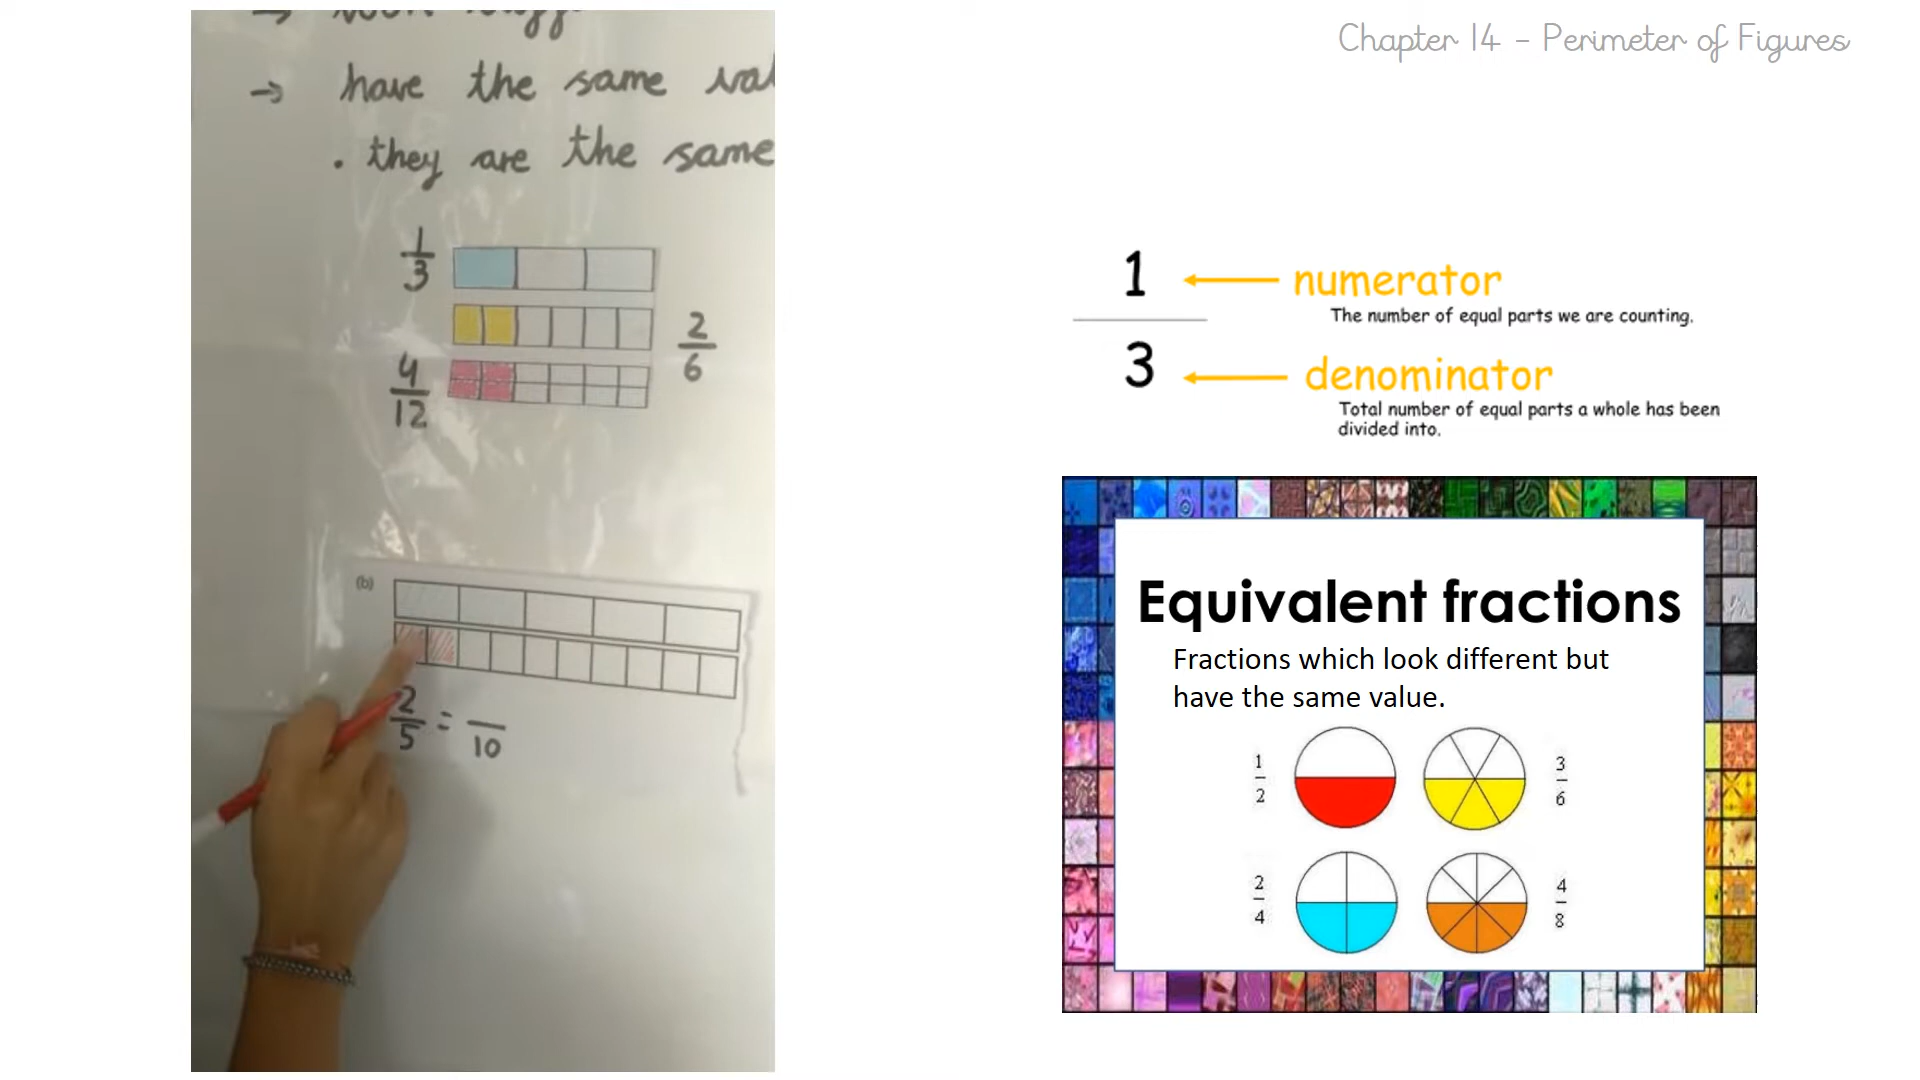 Chapter 14 - Perimeter of Figures
→ have the same
. they are the same
1/3
2/6
4/12
(b)
2/5 = /10
1 ← numerator
The number of equal parts we are counting.
3 ← denominator
Total number of equal parts a whole has been
divided into.
Equivalent fractions
Fractions which look different but
have the same value.
1/2
3/6
2/4
4/8